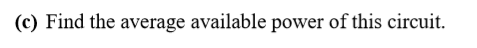 (c) Find the average available power of this circuit.